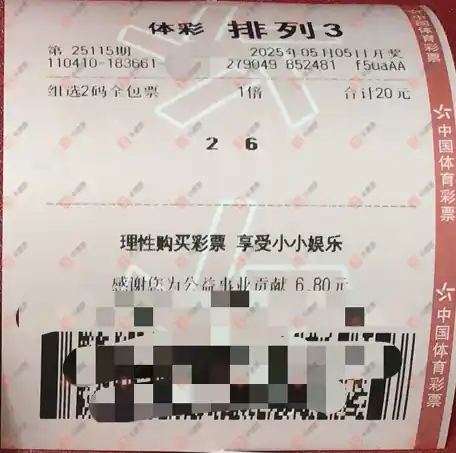 体彩 排列3
第 25115期 2025年05月05日开奖
110410-183661 279049 852481 f5uaAA
组选2码全包票 1倍 合计20元
2 6
理性购买彩票 享受小小娱乐
感谢您为公益事业贡献 6.80元
中国体育彩票
中国体育彩票
中国体育彩票